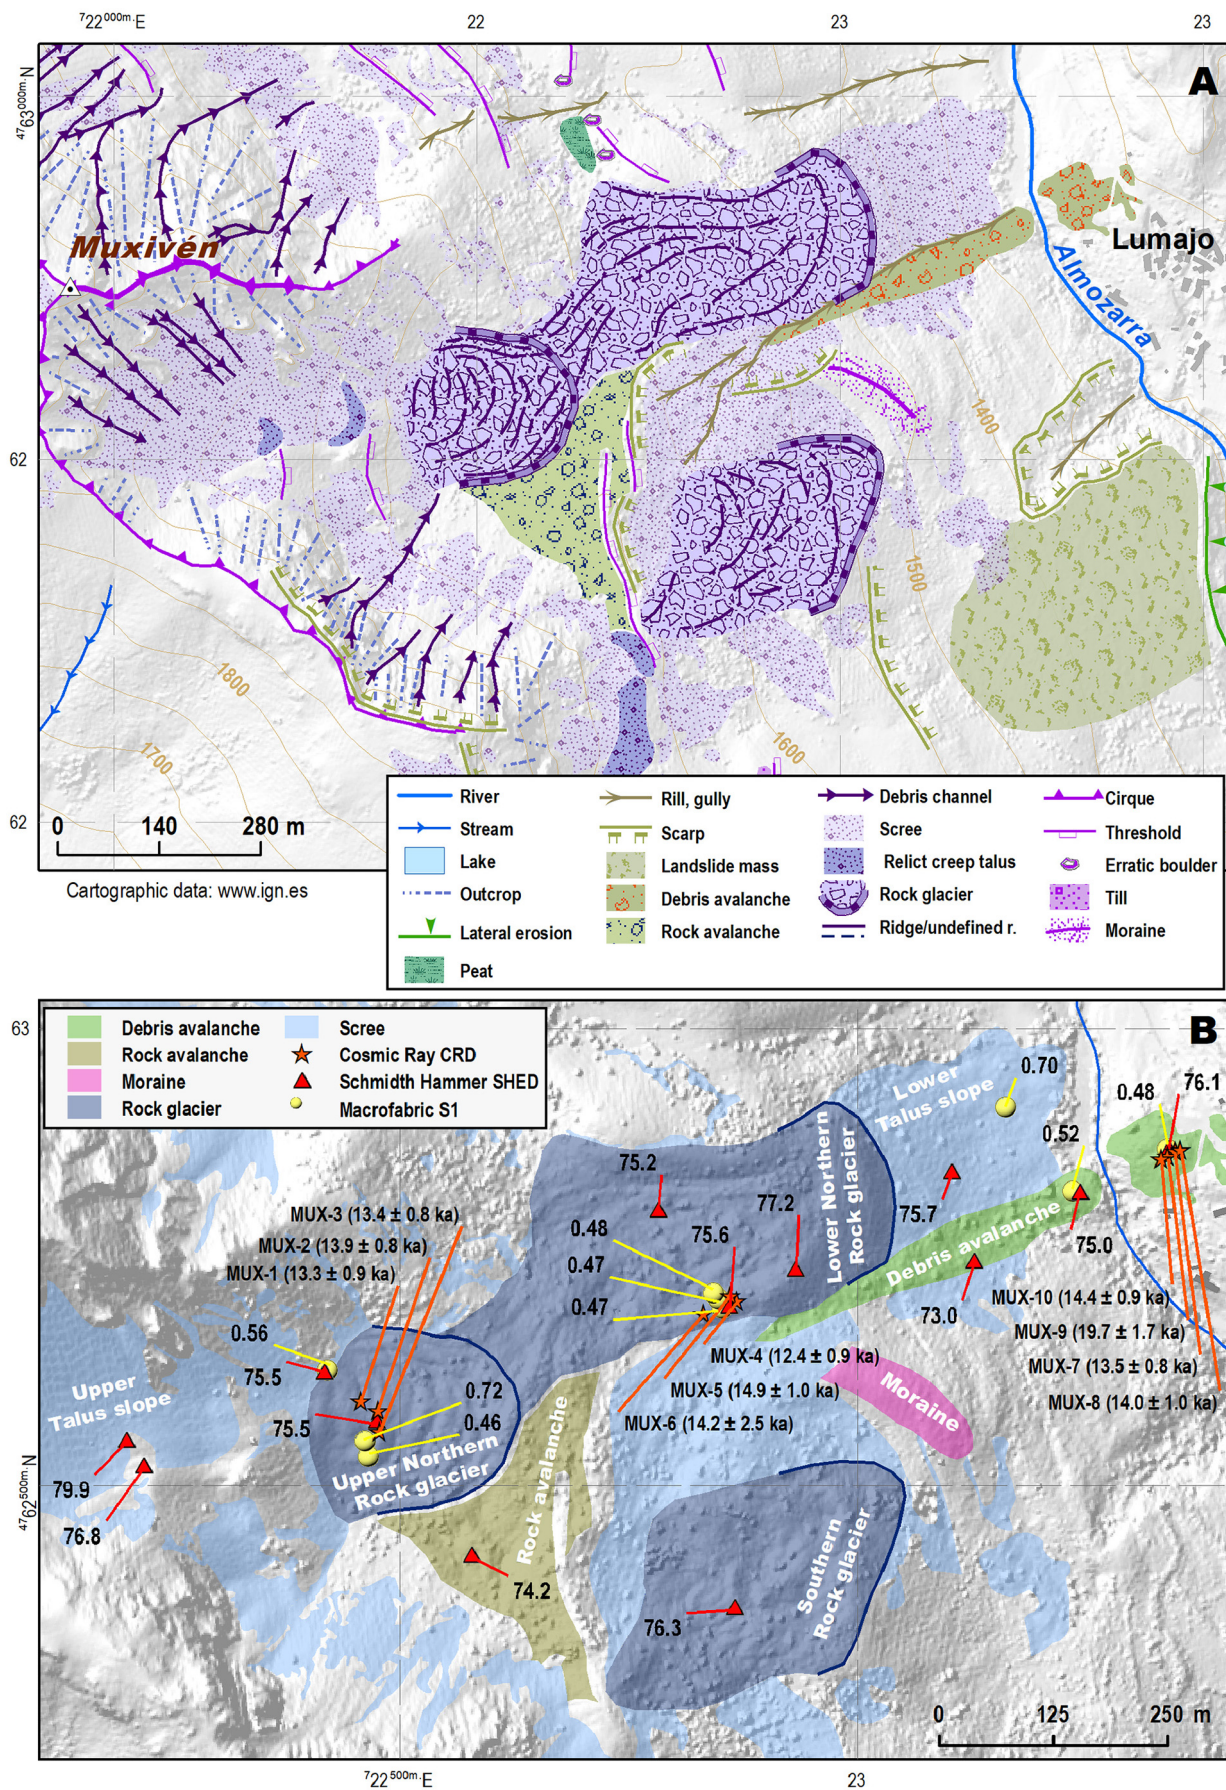 722000m.E
22
23
23
4763000m.N
A
Muxivén
Lumajo
Almozarra
62
1400
1500
1800
1700
1600
62
0 140 280 m
Cartographic data: www.ign.es
River
Stream
Lake
Outcrop
Lateral erosion
Peat
Rill, gully
Scarp
Landslide mass
Debris avalanche
Rock avalanche
Debris channel
Scree
Relict creep talus
Rock glacier
Ridge/undefined r.
Cirque
Threshold
Erratic boulder
Till
Moraine
63
B
Debris avalanche
Rock avalanche
Moraine
Rock glacier
Scree
Cosmic Ray CRD
Schmidth Hammer SHED
Macrofabric S1
Lower
Talus slope
0.70
0.48
76.1
0.52
75.2
77.2
75.6
75.7
75.0
73.0
Lower Northern
Rock glacier
Debris avalanche
MUX-3 (13.4 ± 0.8 ka)
MUX-2 (13.9 ± 0.8 ka)
MUX-1 (13.3 ± 0.9 ka)
0.48
0.47
0.47
MUX-10 (14.4 ± 0.9 ka)
MUX-9 (19.7 ± 1.7 ka)
MUX-7 (13.5 ± 0.8 ka)
MUX-8 (14.0 ± 1.0 ka)
MUX-4 (12.4 ± 0.9 ka)
MUX-5 (14.9 ± 1.0 ka)
MUX-6 (14.2 ± 2.5 ka)
0.56
75.5
Upper
Talus slope
75.5
0.72
0.46
Upper Northern
Rock glacier
Rock avalanche
Moraine
79.9
76.8
4762500m.N
74.2
76.3
Southern
Rock glacier
0 125 250 m
722500m.E
23